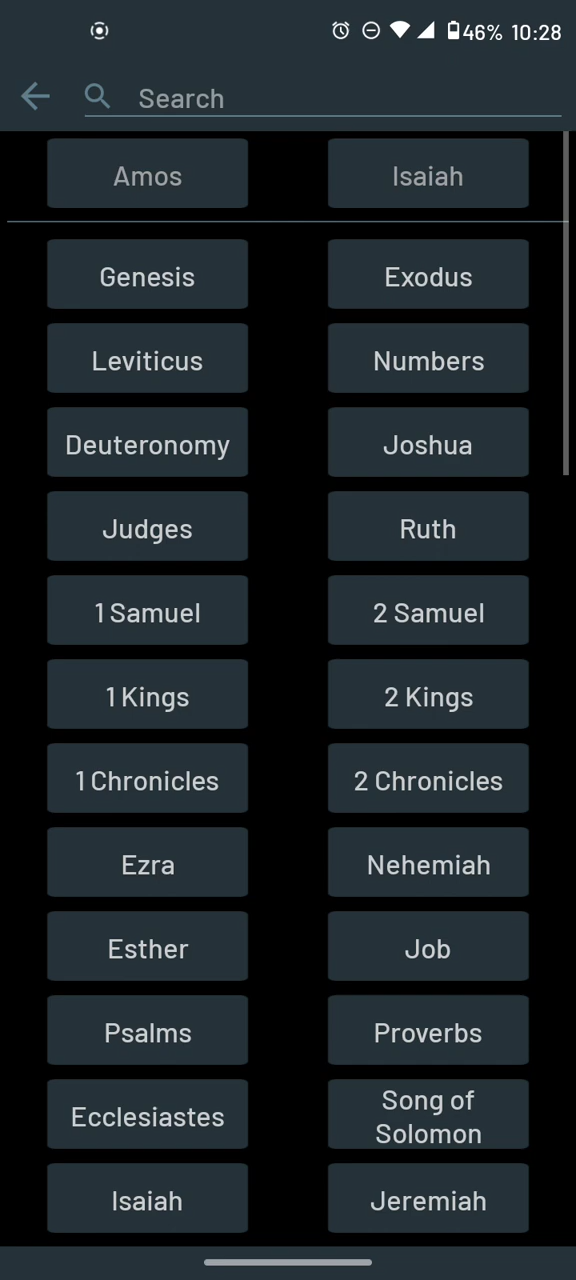 46% 10:28
Search
Amos Isaiah
Genesis Exodus
Leviticus Numbers
Deuteronomy Joshua
Judges Ruth
1 Samuel 2 Samuel
1 Kings 2 Kings
1 Chronicles 2 Chronicles
Ezra Nehemiah
Esther Job
Psalms Proverbs
Ecclesiastes Song of
Solomon
Isaiah Jeremiah